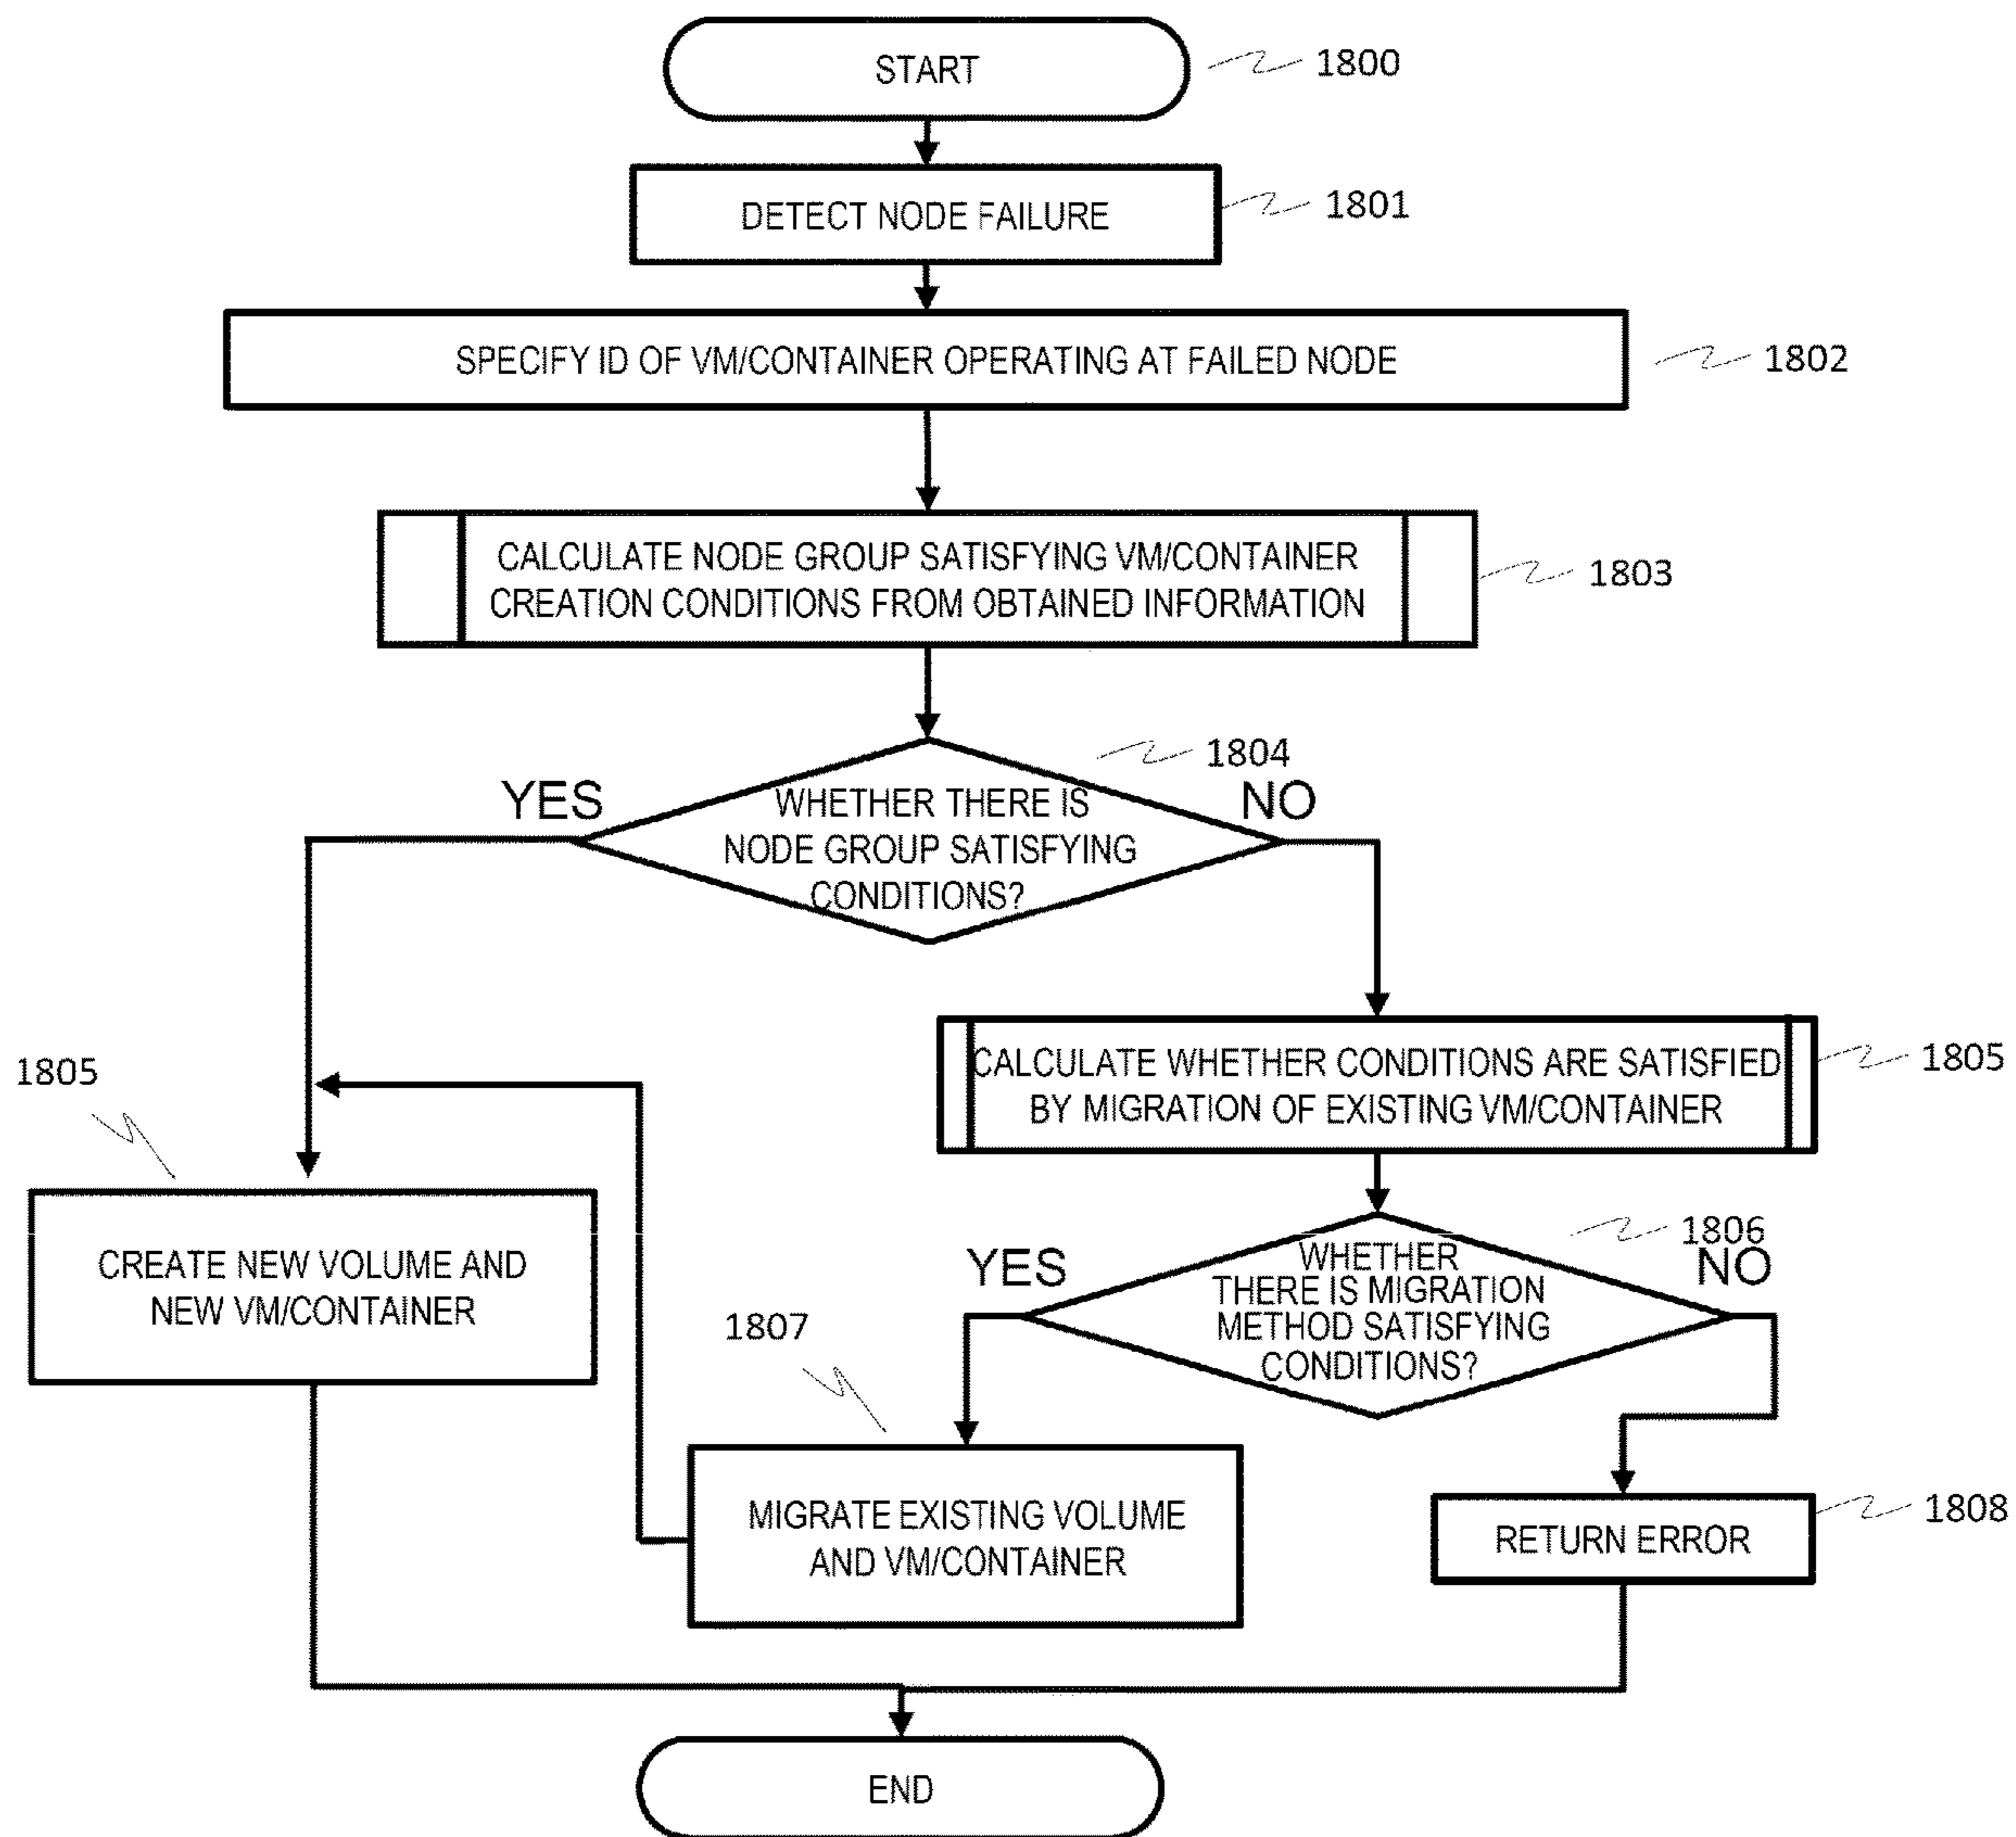 START
1800
DETECT NODE FAILURE
1801
SPECIFY ID OF VM/CONTAINER OPERATING AT FAILED NODE
1802
CALCULATE NODE GROUP SATISFYING VM/CONTAINER
CREATION CONDITIONS FROM OBTAINED INFORMATION
1803
1804
YES
NO
WHETHER THERE IS
NODE GROUP SATISFYING
CONDITIONS?
1805
CREATE NEW VOLUME AND
NEW VM/CONTAINER
CALCULATE WHETHER CONDITIONS ARE SATISFIED
BY MIGRATION OF EXISTING VM/CONTAINER
1805
1806
YES
NO
WHETHER
THERE IS MIGRATION
METHOD SATISFYING
CONDITIONS?
1807
MIGRATE EXISTING VOLUME
AND VM/CONTAINER
RETURN ERROR
1808
END